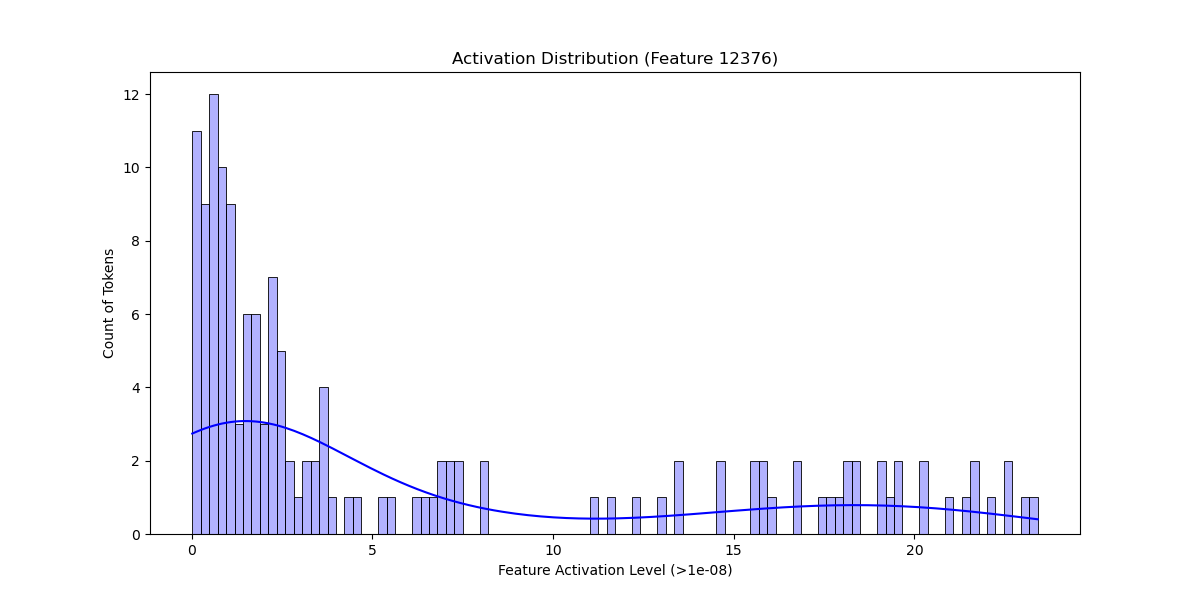 Activation Distribution (Feature 12376)
12
10
8
6
4
2
0
Count of Tokens
0 5 10 15 20
Feature Activation Level (>1e-08)